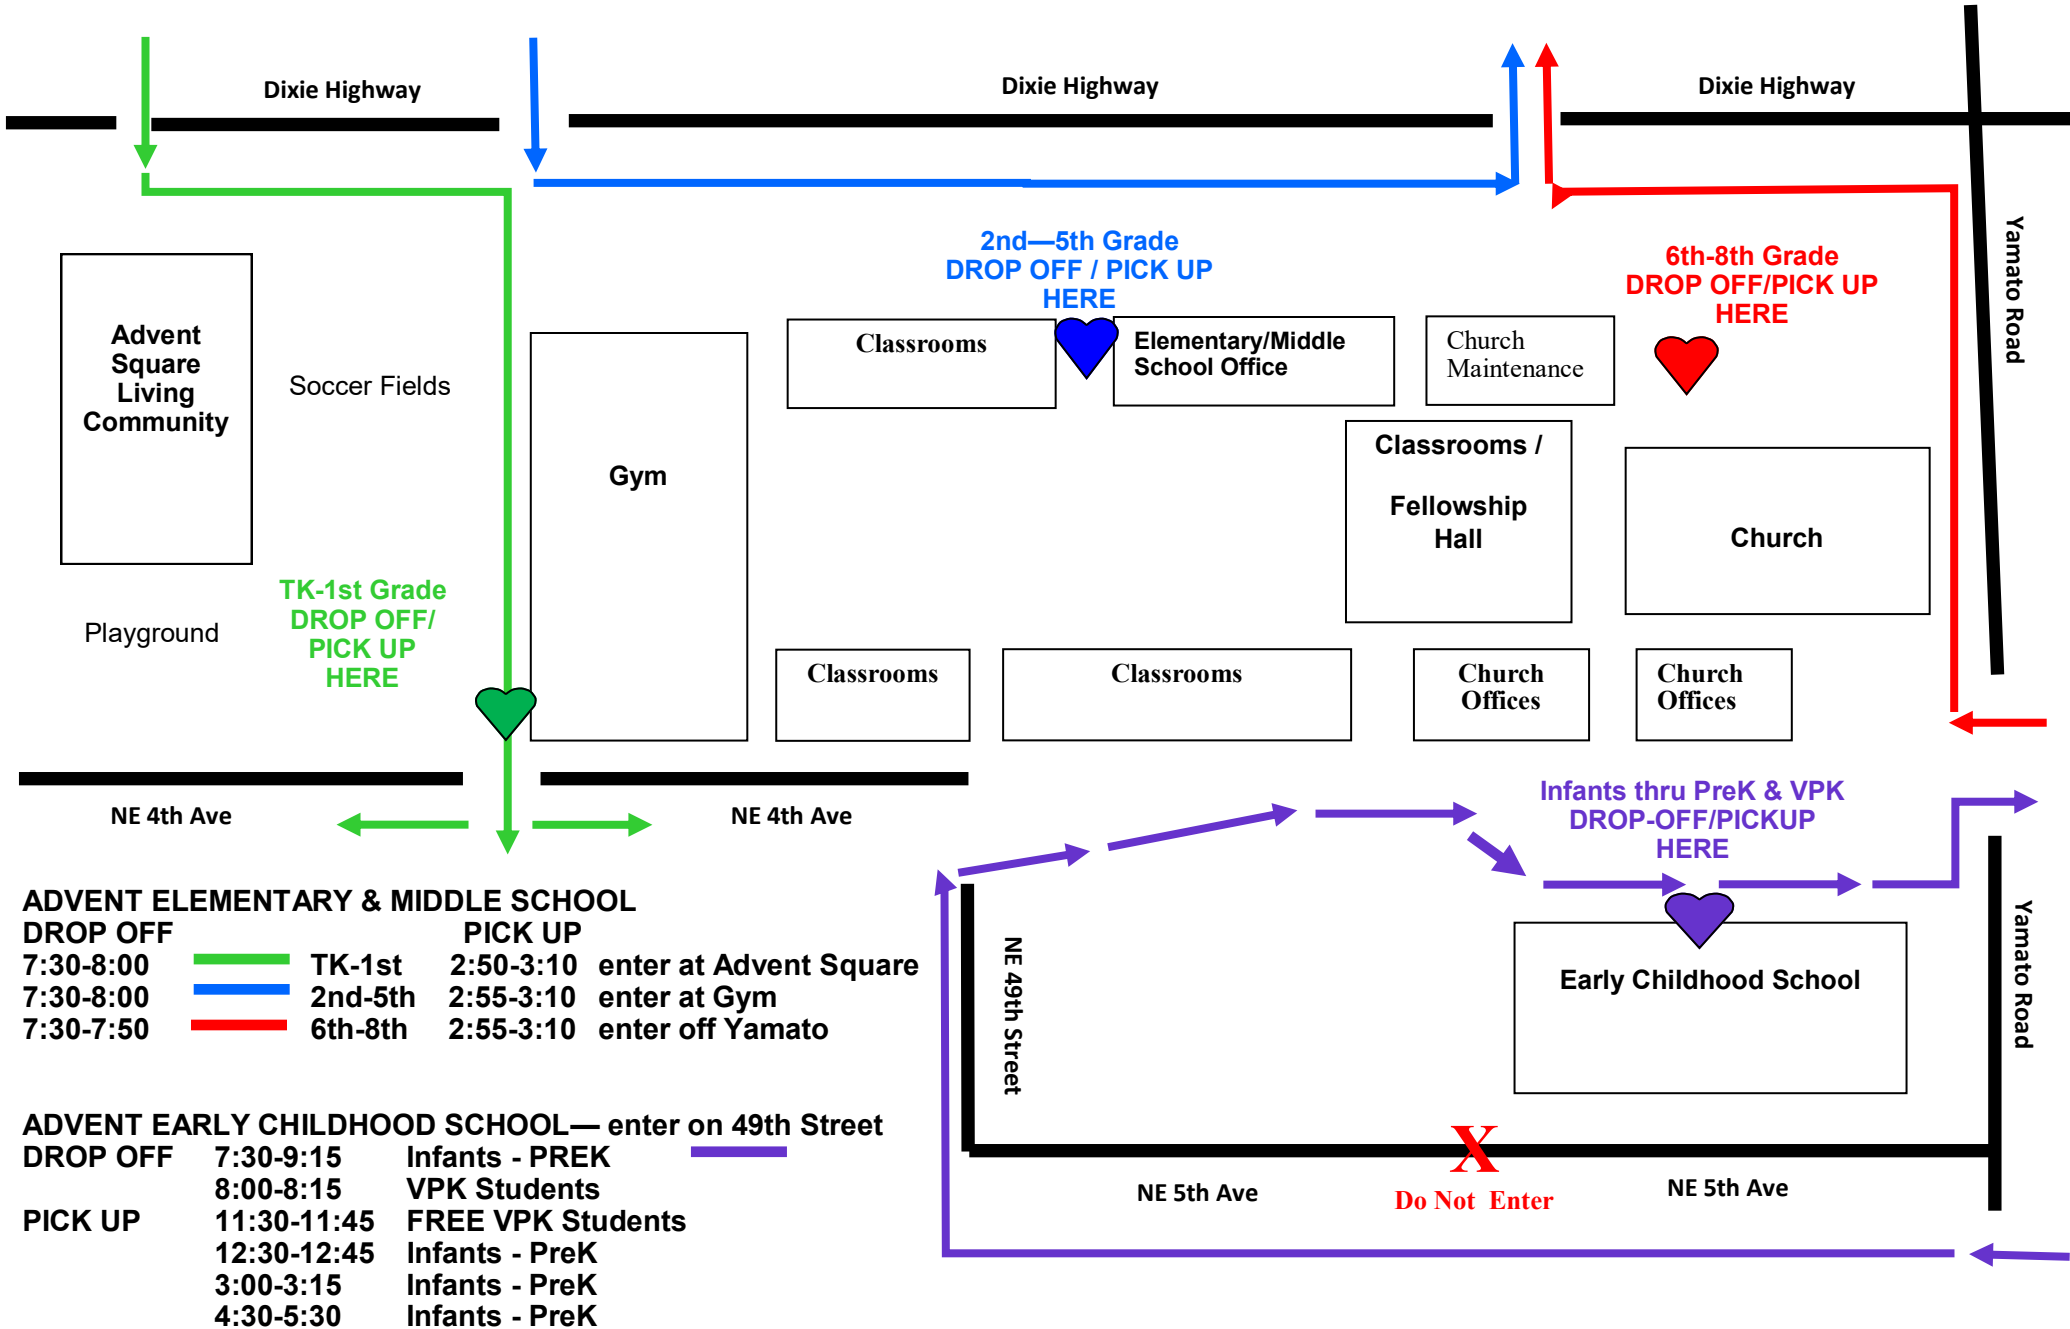 Dixie Highway
Dixie Highway
Dixie Highway
Yamato Road
2nd—5th Grade
DROP OFF / PICK UP
HERE
6th-8th Grade
DROP OFF/PICK UP
HERE
Advent
Square
Living
Community
Soccer Fields
Gym
Classrooms
Elementary/Middle
School Office
Church
Maintenance
Classrooms /
Fellowship
Hall
Church
TK-1st Grade
DROP OFF/
PICK UP
HERE
Playground
Classrooms
Classrooms
Church
Offices
Church
Offices
NE 4th Ave
NE 4th Ave
Infants thru PreK & VPK
DROP-OFF/PICKUP
HERE
Early Childhood School
NE 49th Street
Yamato Road
X
Do Not Enter
NE 5th Ave
NE 5th Ave
ADVENT ELEMENTARY & MIDDLE SCHOOL
DROP OFF PICK UP
7:30-8:00 TK-1st 2:50-3:10 enter at Advent Square
7:30-8:00 2nd-5th 2:55-3:10 enter at Gym
7:30-7:50 6th-8th 2:55-3:10 enter off Yamato
ADVENT EARLY CHILDHOOD SCHOOL— enter on 49th Street
DROP OFF 7:30-9:15 Infants - PREK
8:00-8:15 VPK Students
PICK UP 11:30-11:45 FREE VPK Students
12:30-12:45 Infants - PreK
3:00-3:15 Infants - PreK
4:30-5:30 Infants - PreK